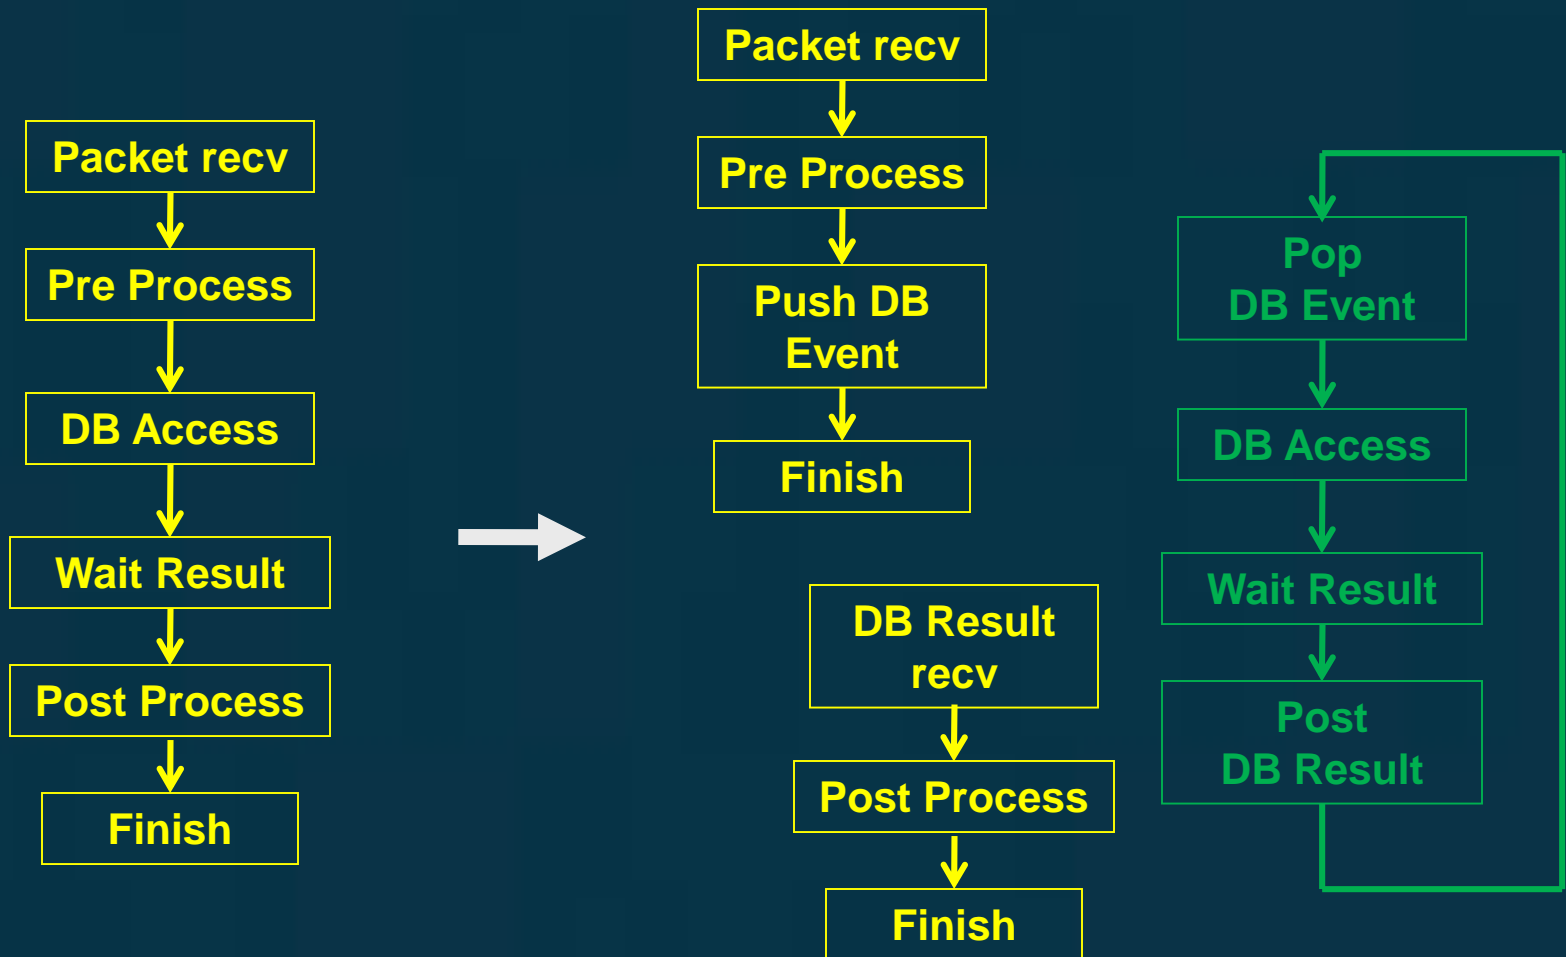 Packet recv
Pre Process
DB Access
Wait Result
Post Process
Finish
Packet recv
Pre Process
Push DB
Event
Finish
DB Result
recv
Post Process
Finish
Pop
DB Event
DB Access
Wait Result
Post
DB Result